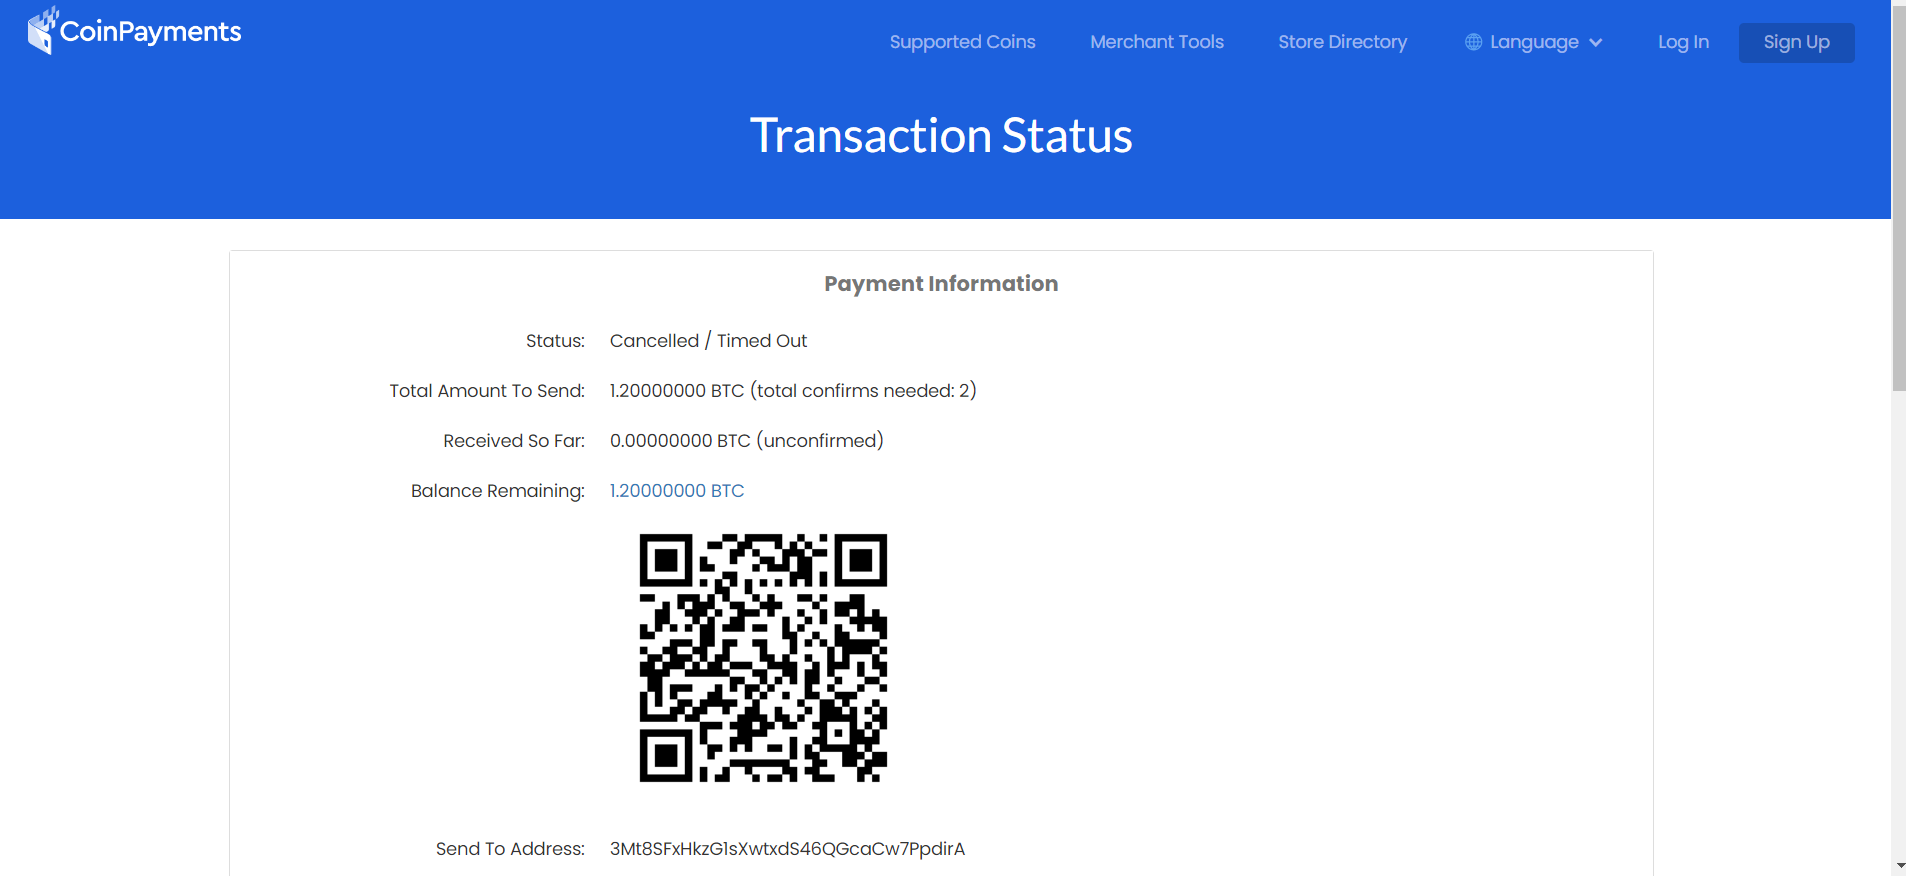 CoinPayments
Supported Coins Merchant Tools Store Directory Language Log In Sign Up
Transaction Status
Payment Information
Status: Cancelled / Timed Out
Total Amount To Send: 1.20000000 BTC (total confirms needed: 2)
Received So Far: 0.00000000 BTC (unconfirmed)
Balance Remaining: 1.20000000 BTC
Send To Address: 3Mt8SFxHkzG1sXwtxdS46QGcaCw7PpdirA